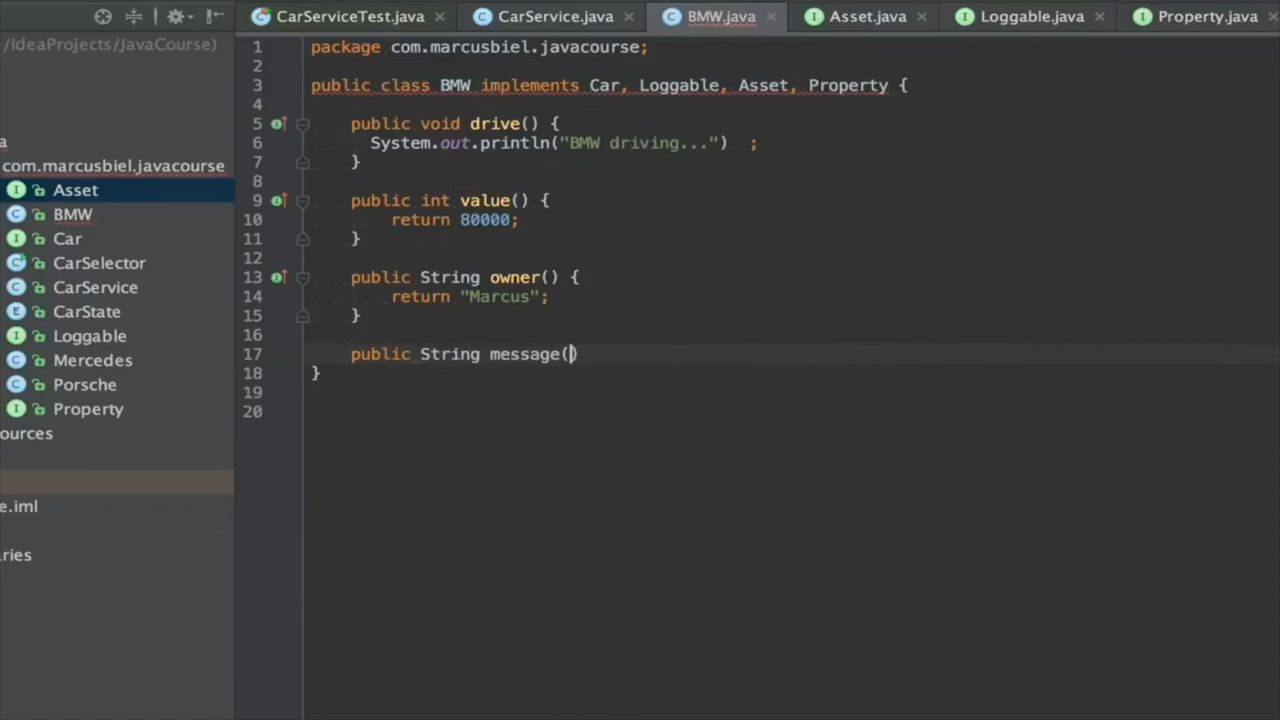 CarServiceTest.java
CarService.java
BMW.java
Asset.java
Loggable.java
Property.java
/IdeaProjects/JavaCourse)
a
com.marcusbiel.javacourse
Asset
BMW
Car
CarSelector
CarService
CarState
Loggable
Mercedes
Porsche
Property
ources
e.iml
aries
1 package com.marcusbiel.javacourse;
2
3 public class BMW implements Car, Loggable, Asset, Property {
4
5 public void drive() {
6 System.out.println("BMW driving...")  ;
7 }
8
9 public int value() {
10 return 80000;
11 }
12
13 public String owner() {
14 return "Marcus";
15 }
16
17 public String message()
18 }
19
20